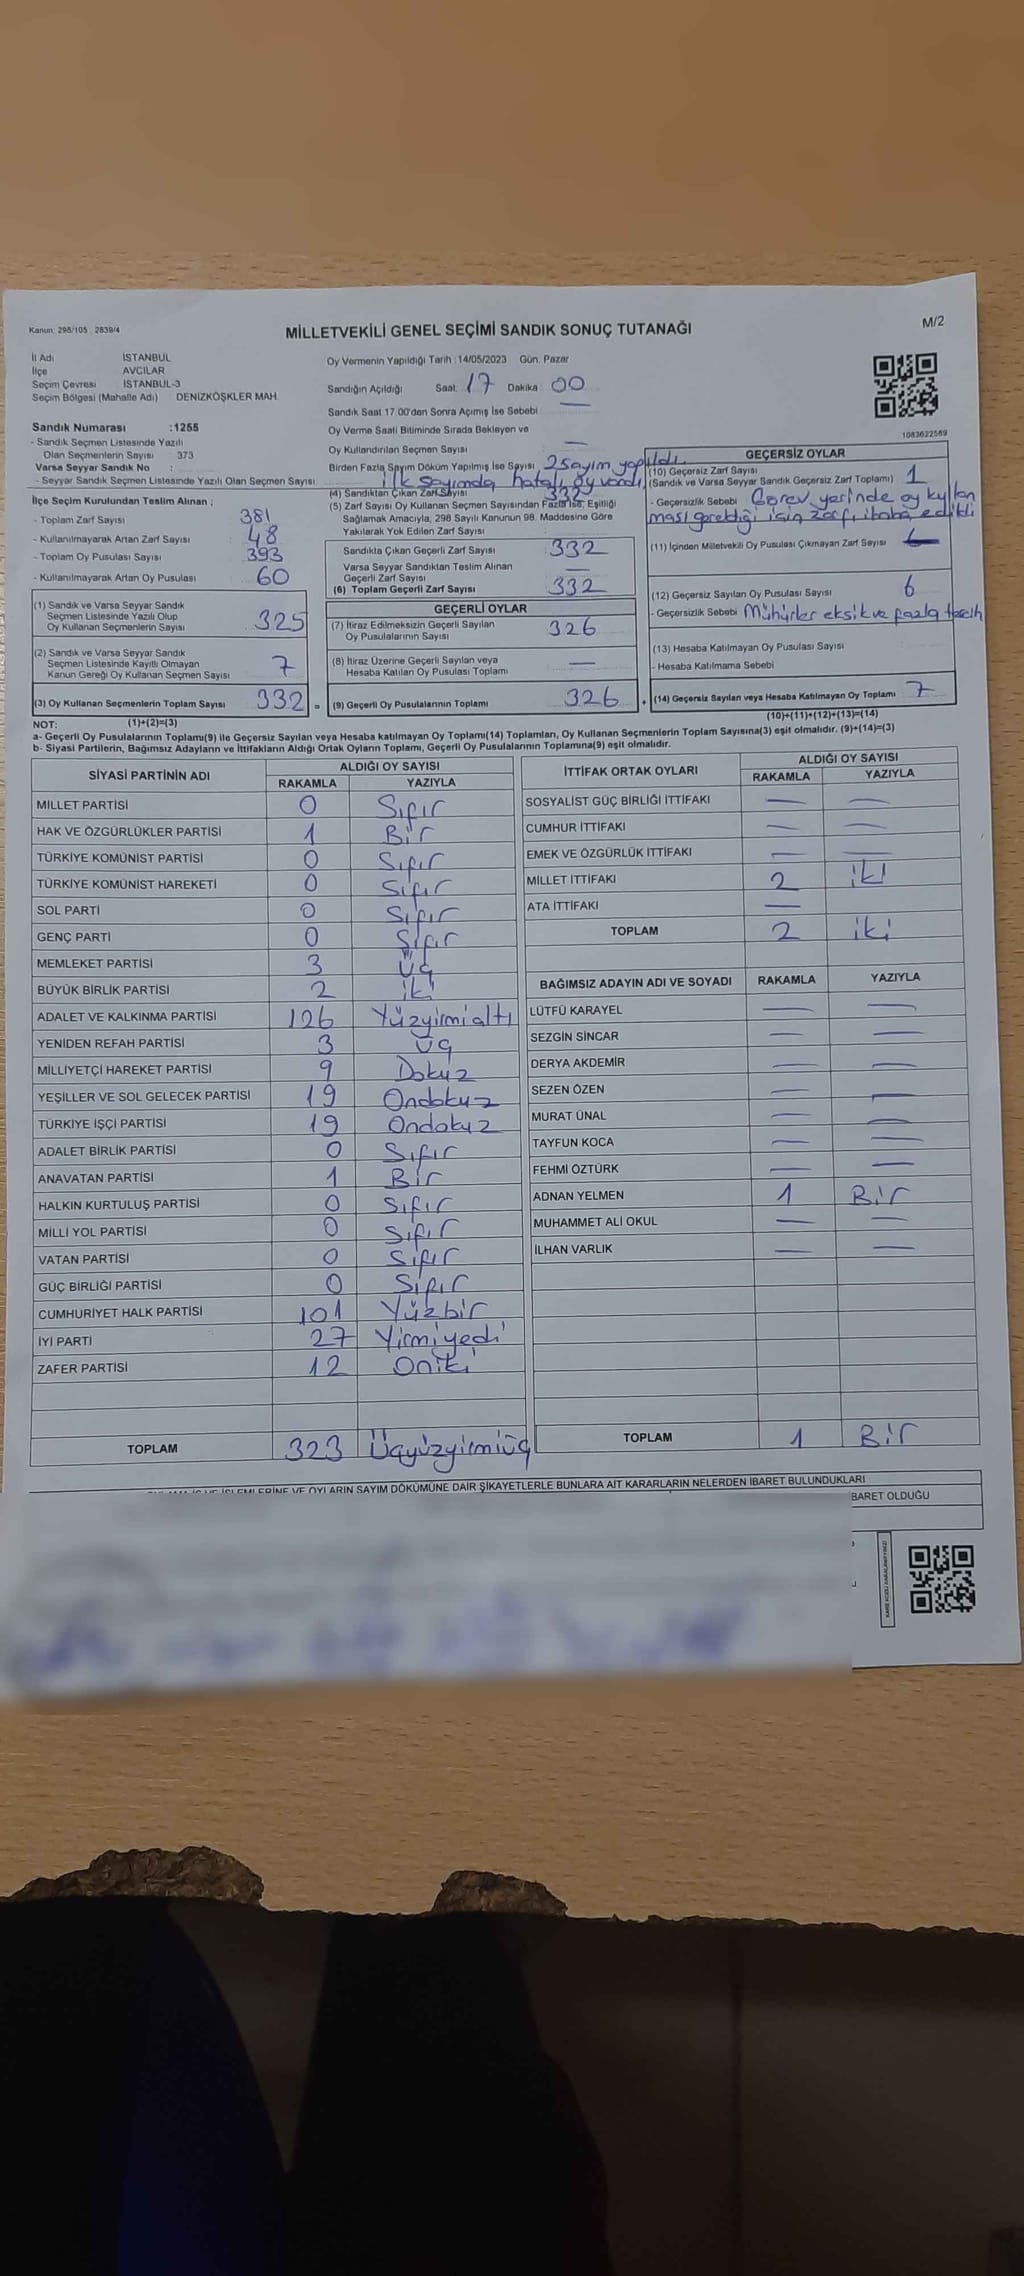 Kanun: 298/105 , 2839/4
MİLLETVEKİLİ GENEL SEÇİMİ SANDIK SONUÇ TUTANAĞI
M/2
İl Adı İSTANBUL
İlçe AVCILAR
Seçim Çevresi İSTANBUL-3
Seçim Bölgesi (Mahalle Adı) : DENİZKÖŞKLER MAH.
Sandık Numarası :1255
- Sandık Seçmen Listesinde Yazılı
Olan Seçmenlerin Sayısı : 373
Varsa Seyyar Sandık No :
- Seyyar Sandık Seçmen Listesinde Yazılı Olan Seçmen Sayısı :
Oy Vermenin Yapıldığı Tarih :14/05/2023 Gün: Pazar
Sandığın Açıldığı Saat: 17 Dakika : 00
Sandık Saat 17.00'den Sonra Açılmış İse Sebebi : —
Oy Verme Saati Bitiminde Sırada Bekleyen ve
Oy Kullandırılan Seçmen Sayısı —
Birden Fazla Sayım Döküm Yapılmış İse Sayısı : 2 sayım yapıldı.
ilk sayımda hatalı oy vardı.
1083622569
İlçe Seçim Kurulundan Teslim Alınan ;
- Toplam Zarf Sayısı 381
- Kullanılmayarak Artan Zarf Sayısı 48
- Toplam Oy Pusulası Sayısı 393
- Kullanılmayarak Artan Oy Pusulası 60
(1) Sandık ve Varsa Seyyar Sandık
Seçmen Listesinde Yazılı Olup
Oy Kullanan Seçmenlerin Sayısı 325
(2) Sandık ve Varsa Seyyar Sandık
Seçmen Listesinde Kayıtlı Olmayan
Kanun Gereği Oy Kullanan Seçmen Sayısı 7
(3) Oy Kullanan Seçmenlerin Toplam Sayısı 332 =
(4) Sandıktan Çıkan Zarf Sayısı 332
(5) Zarf Sayısı Oy Kullanan Seçmen Sayısından Fazla İse, Eşitliği
Sağlamak Amacıyla, 298 Sayılı Kanunun 98. Maddesine Göre
Yakılarak Yok Edilen Zarf Sayısı
Sandıkta Çıkan Geçerli Zarf Sayısı 332
Varsa Seyyar Sandıktan Teslim Alınan
Geçerli Zarf Sayısı —
(6) Toplam Geçerli Zarf Sayısı 332
GEÇERLİ OYLAR
(7) İtiraz Edilmeksizin Geçerli Sayılan
Oy Pusulalarının Sayısı 326
(8) İtiraz Üzerine Geçerli Sayılan veya
Hesaba Katılan Oy Pusulası Toplamı —
(9) Geçerli Oy Pusulalarının Toplamı 326 +
GEÇERSİZ OYLAR
(10) Geçersiz Zarf Sayısı
(Sandık ve Varsa Seyyar Sandık Geçersiz Zarf Toplamı) 1
- Geçersizlik Sebebi Görev yerinde oy kullan
ması gerektiği için zarf
(11) İçinden Milletvekili Oy Pusulası Çıkmayan Zarf Sayısı
(12) Geçersiz Sayılan Oy Pusulası Sayısı 6
- Geçersizlik Sebebi Mühürler eksik ve fazla tercih
(13) Hesaba Katılmayan Oy Pusulası Sayısı
- Hesaba Katılmama Sebebi
(14) Geçersiz Sayılan veya Hesaba Katılmayan Oy Toplamı 7
NOT: (1)+(2)=(3)
(10)+(11)+(12)+(13)=(14)
a- Geçerli Oy Pusulalarının Toplamı(9) ile Geçersiz Sayılan veya Hesaba katılmayan Oy Toplamı(14) Toplamları, Oy Kullanan Seçmenlerin Toplam Sayısına(3) eşit olmalıdır. (9)+(14)=(3)
b- Siyasi Partilerin, Bağımsız Adayların ve İttifakların Aldığı Ortak Oyların Toplamı, Geçerli Oy Pusulalarının Toplamına(9) eşit olmalıdır.
SİYASİ PARTİNİN ADI ALDIĞI OY SAYISI
RAKAMLA YAZIYLA
MİLLET PARTİSİ 0 Sıfır
HAK VE ÖZGÜRLÜKLER PARTİSİ 1 Bir
TÜRKİYE KOMÜNİST PARTİSİ 0 Sıfır
TÜRKİYE KOMÜNİST HAREKETİ 0 Sıfır
SOL PARTİ 0 Sıfır
GENÇ PARTİ 0 Sıfır
MEMLEKET PARTİSİ 3 Üç
BÜYÜK BİRLİK PARTİSİ 2 iki
ADALET VE KALKINMA PARTİSİ 126 Yüzyirmialtı
YENİDEN REFAH PARTİSİ 3 Üç
MİLLİYETÇİ HAREKET PARTİSİ 9 Dokuz
YEŞİLLER VE SOL GELECEK PARTİSİ 19 Ondokuz
TÜRKİYE İŞÇİ PARTİSİ 19 Ondokuz
ADALET BİRLİK PARTİSİ 0 Sıfır
ANAVATAN PARTİSİ 1 Bir
HALKIN KURTULUŞ PARTİSİ 0 Sıfır
MİLLİ YOL PARTİSİ 0 Sıfır
VATAN PARTİSİ 0 Sıfır
GÜÇ BİRLİĞİ PARTİSİ 0 Sıfır
CUMHURİYET HALK PARTİSİ 101 Yüzbir
İYİ PARTİ 27 Yirmiyedi
ZAFER PARTİSİ 12 Oniki
TOPLAM 323 Üçyüzyirmiüç
İTTİFAK ORTAK OYLARI ALDIĞI OY SAYISI
RAKAMLA YAZIYLA
SOSYALİST GÜÇ BİRLİĞİ İTTİFAKI — —
CUMHUR İTTİFAKI — —
EMEK VE ÖZGÜRLÜK İTTİFAKI — —
MİLLET İTTİFAKI 2 iki
ATA İTTİFAKI —
TOPLAM 2 iki
BAĞIMSIZ ADAYIN ADI VE SOYADI RAKAMLA YAZIYLA
LÜTFÜ KARAYEL — —
SEZGİN SİNCAR — —
DERYA AKDEMİR — —
SEZEN ÖZEN — —
MURAT ÜNAL — —
TAYFUN KOCA — —
FEHMİ ÖZTÜRK — —
ADNAN YELMEN 1 Bir
MUHAMMET ALİ OKUL — —
İLHAN VARLIK — —
TOPLAM 1 Bir
İŞLEMLERİNE VE OYLARIN SAYIM DÖKÜMÜNE DAİR ŞİKAYETLERLE BUNLARA AİT KARARLARIN NELERDEN İBARET BULUNDUKLARI
BARET OLDUĞU